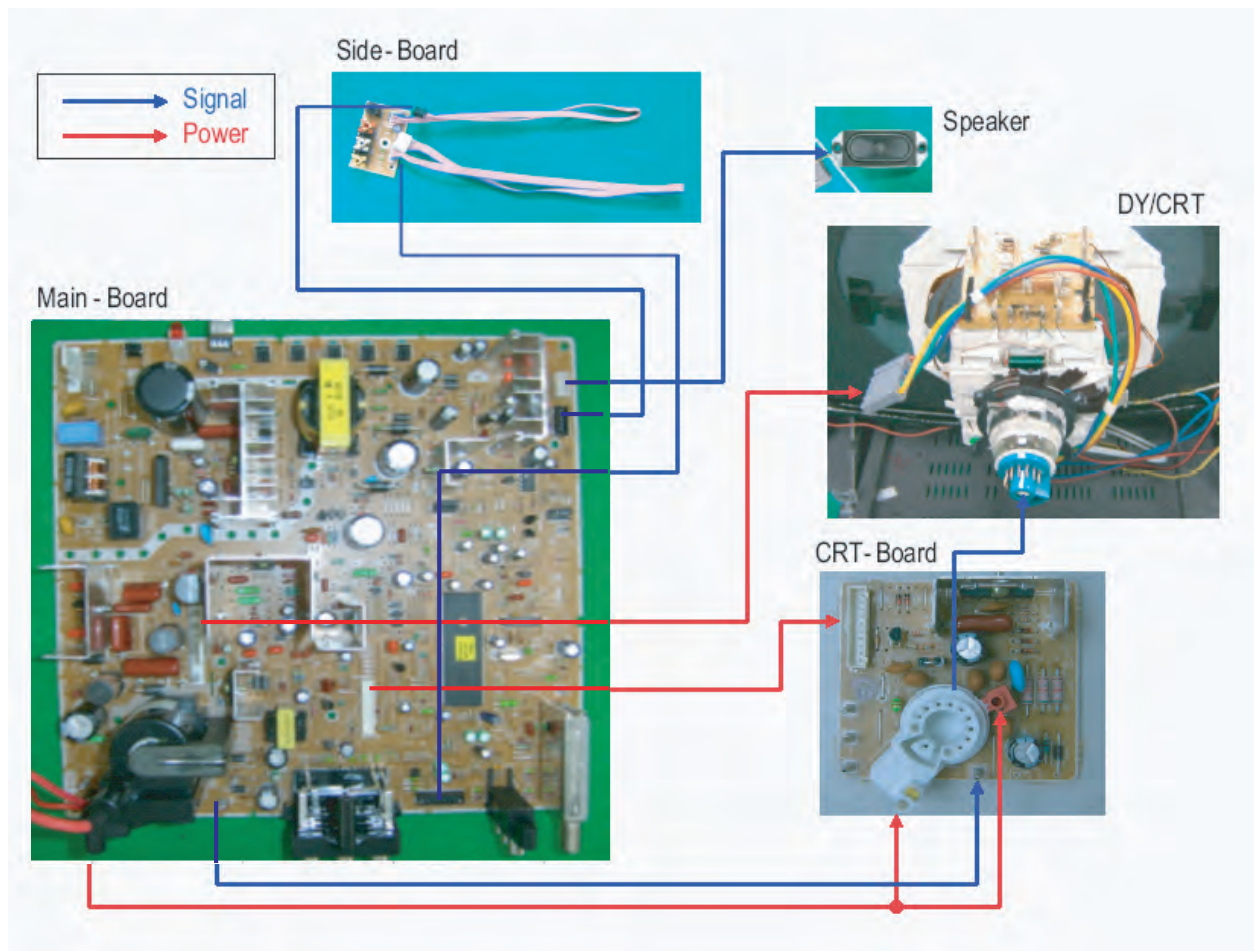 Side - Board
Signal
Power
Speaker
DY/CRT
Main - Board
CRT- Board